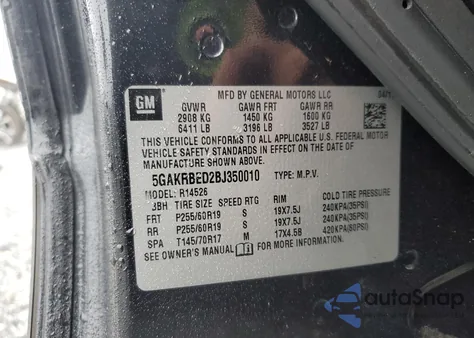 GM
MFD BY GENERAL MOTORS LLC
GVWR GAWR FRT GAWR RR
2908 KG 1450 KG 1600 KG
6411 LB 3196 LB 3527 LB
THIS VEHICLE CONFORMS TO ALL APPLICABLE U.S. FEDERAL MOTOR
VEHICLE SAFETY STANDARDS IN EFFECT ON THE DATE OF MANUFACTURE
5GAKRBED2BJ350010 TYPE: M.P.V.
MODEL: R14526
JBH TIRE SIZE SPEED RTG RIM COLD TIRE PRESSURE
FRT P255/60R19 S 19X7.5J 240KPA(35PSI)
RR P255/60R19 S 19X7.5J 240KPA(35PSI)
SPA T145/70R17 M 17X4.5B 420KPA(60PSI)
SEE OWNER'S MANUAL FOR MORE INFORMATION.
autoSnap